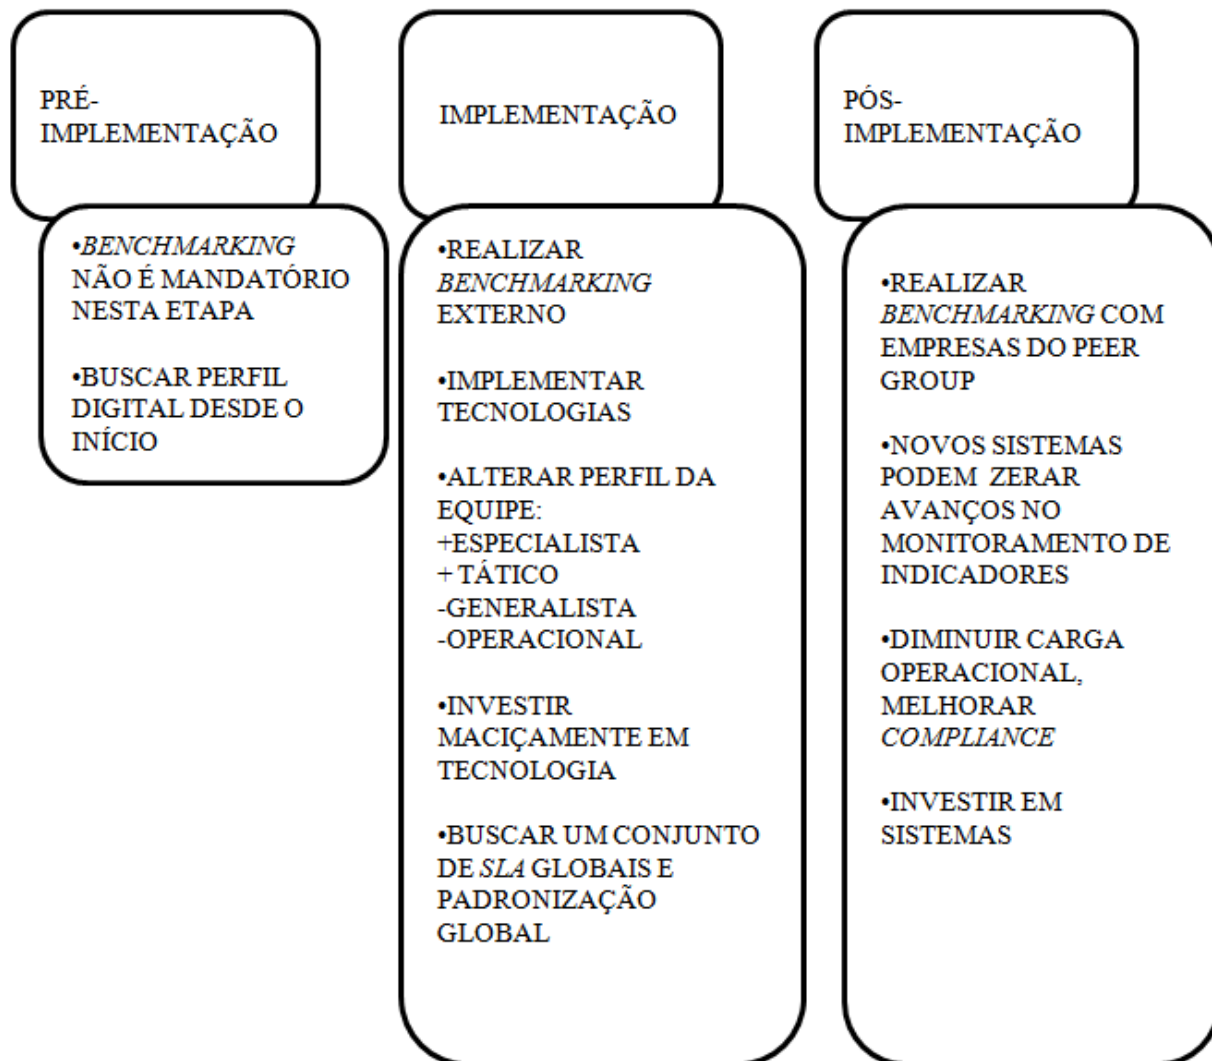 PRÉ-
IMPLEMENTAÇÃO
•BENCHMARKING
NÃO É MANDATÓRIO
NESTA ETAPA
•BUSCAR PERFIL
DIGITAL DESDE O
INÍCIO
IMPLEMENTAÇÃO
•REALIZAR
BENCHMARKING
EXTERNO
•IMPLEMENTAR
TECNOLOGIAS
•ALTERAR PERFIL DA
EQUIPE:
+ESPECIALISTA
+ TÁTICO
-GENERALISTA
-OPERACIONAL
•INVESTIR
MACIÇAMENTE EM
TECNOLOGIA
•BUSCAR UM CONJUNTO
DE SLA GLOBAIS E
PADRONIZAÇÃO
GLOBAL
PÓS-
IMPLEMENTAÇÃO
•REALIZAR
BENCHMARKING COM
EMPRESAS DO PEER
GROUP
•NOVOS SISTEMAS
PODEM ZERAR
AVANÇOS NO
MONITORAMENTO DE
INDICADORES
•DIMINUIR CARGA
OPERACIONAL,
MELHORAR
COMPLIANCE
•INVESTIR EM
SISTEMAS